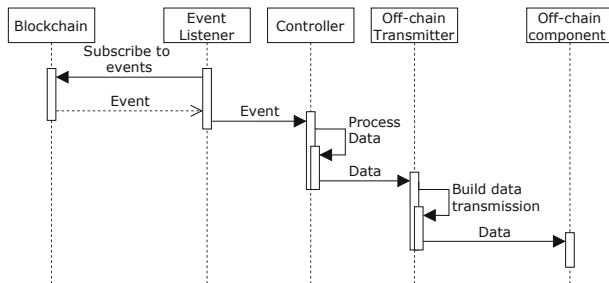 Blockchain
Event
Listener
Controller
Off-chain
Transmitter
Off-chain
component
Subscribe to
events
Event
Event
Process
Data
Data
Build data
transmission
Data